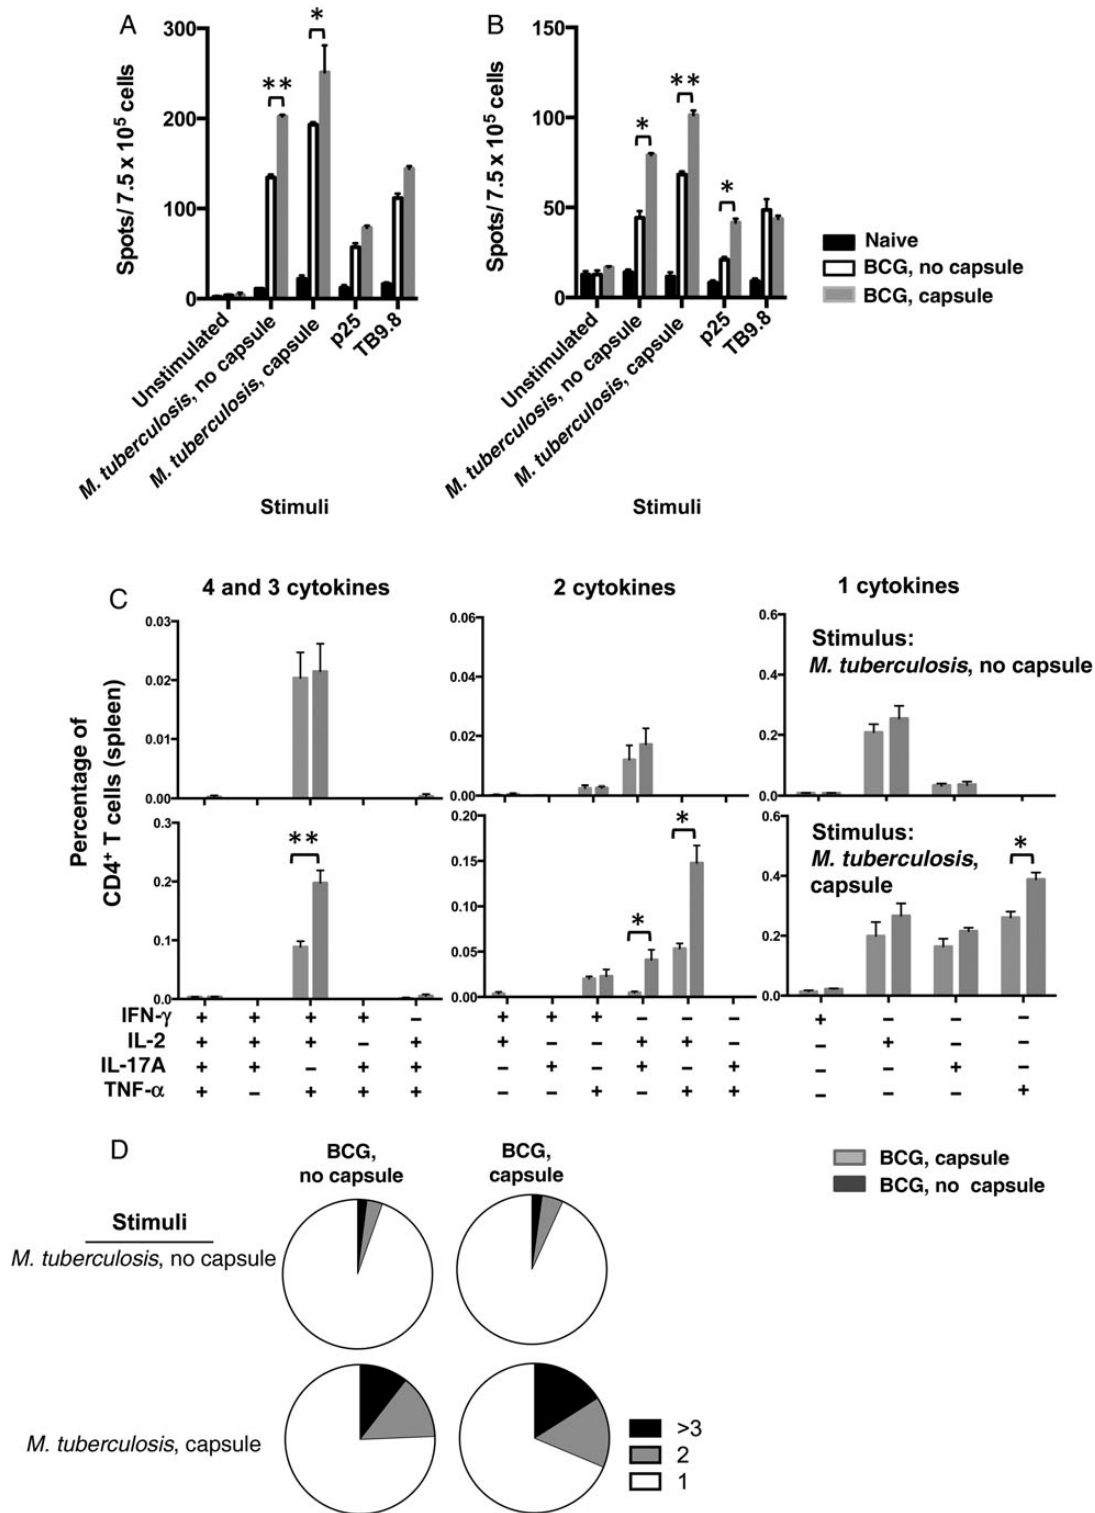 A
B
300
200
100
0
Spots/ 7.5 x 10⁵ cells
**
*
Unstimulated
M. tuberculosis, no capsule
M. tuberculosis, capsule
p25
TB9.8
Stimuli
150
100
50
0
Spots/ 7.5 x 10⁵ cells
*
**
*
Unstimulated
M. tuberculosis, no capsule
M. tuberculosis, capsule
p25
TB9.8
Stimuli
Naive
BCG, no capsule
BCG, capsule
C
4 and 3 cytokines
2 cytokines
1 cytokines
Percentage of
CD4⁺ T cells (spleen)
0.03
0.02
0.01
0.00
0.06
0.04
0.02
0.00
0.6
0.4
0.2
0.0
Stimulus:
M. tuberculosis, no capsule
0.3
0.2
0.1
0.0
**
0.20
0.15
0.10
0.05
0.00
*
*
0.6
0.4
0.2
0.0
Stimulus:
M. tuberculosis,
capsule
*
IFN-γ + + + + – + + + – – – + – – –
IL-2 + + + – + + – – + + – – + – –
IL-17A + + – + + – + – + – + – – + –
TNF-α + – + + + – – + – + + – – – +
BCG, capsule
BCG, no capsule
D
BCG,
no capsule
BCG,
capsule
Stimuli
M. tuberculosis, no capsule
M. tuberculosis, capsule
>3
2
1